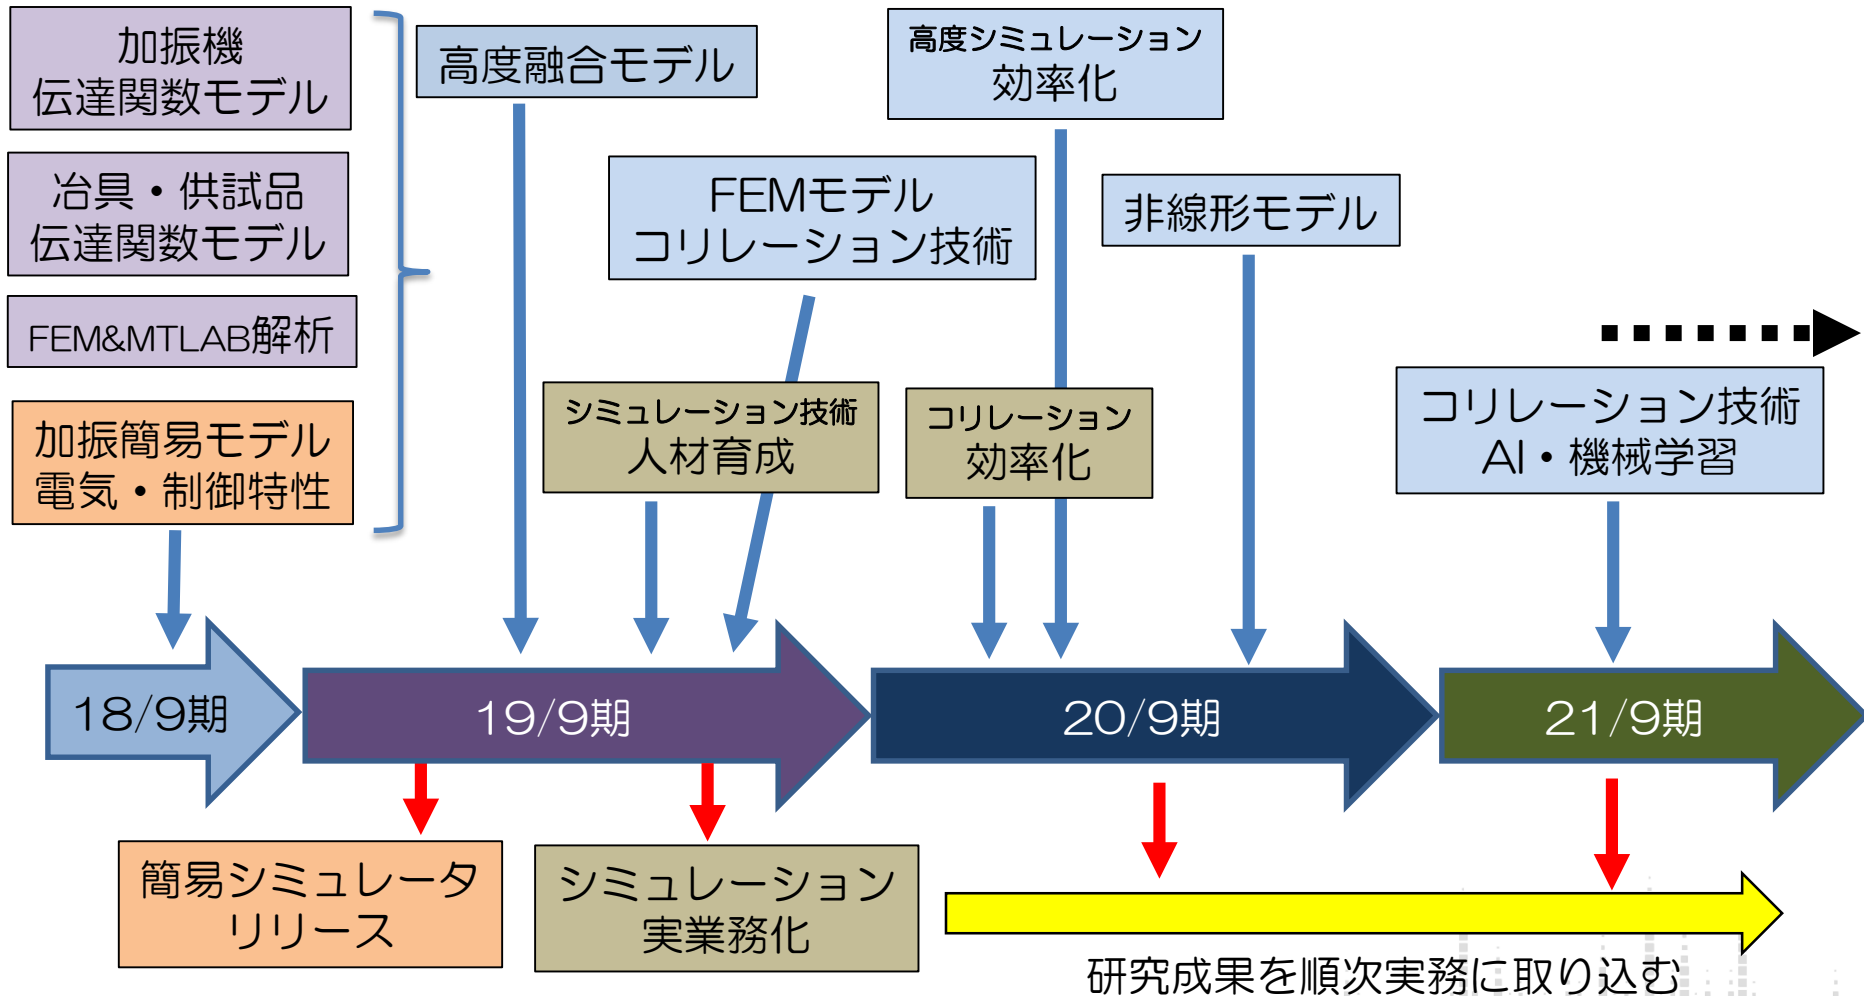 加振機
伝達関数モデル
冶具・供試品
伝達関数モデル
FEM&MTLAB解析
加振簡易モデル
電気・制御特性
高度融合モデル
FEMモデル
コリレーション技術
高度シミュレーション
効率化
非線形モデル
シミュレーション技術
人材育成
コリレーション
効率化
コリレーション技術
AI・機械学習
18/9期
19/9期
20/9期
21/9期
簡易シミュレータ
リリース
シミュレーション
実業務化
研究成果を順次実務に取り込む